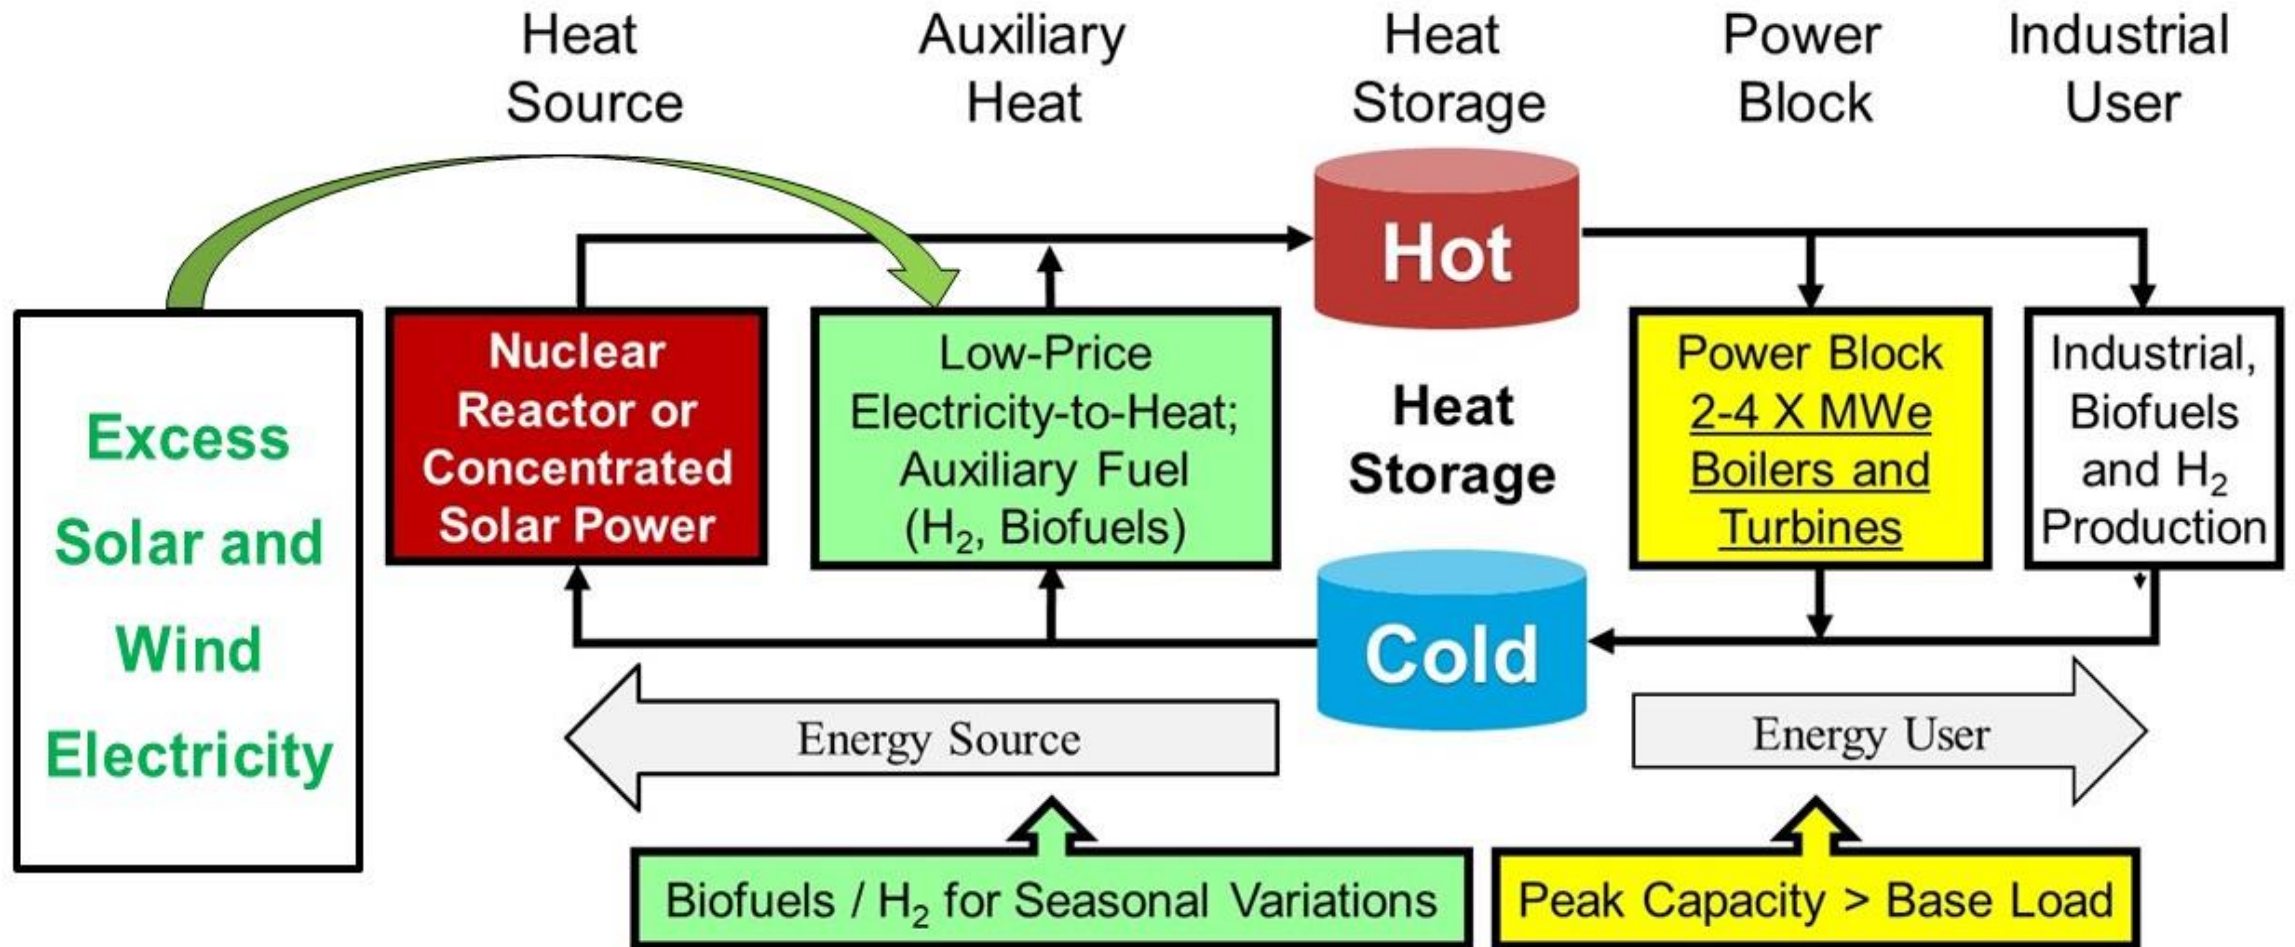 Heat
Source
Auxiliary
Heat
Heat
Storage
Power
Block
Industrial
User
Excess
Solar and
Wind
Electricity
Nuclear
Reactor or
Concentrated
Solar Power
Low-Price
Electricity-to-Heat;
Auxiliary Fuel
(H₂, Biofuels)
Hot
Heat
Storage
Cold
Power Block
2-4 X MWe
Boilers and
Turbines
Industrial,
Biofuels
and H₂
Production
Energy Source
Energy User
Biofuels / H₂ for Seasonal Variations
Peak Capacity > Base Load